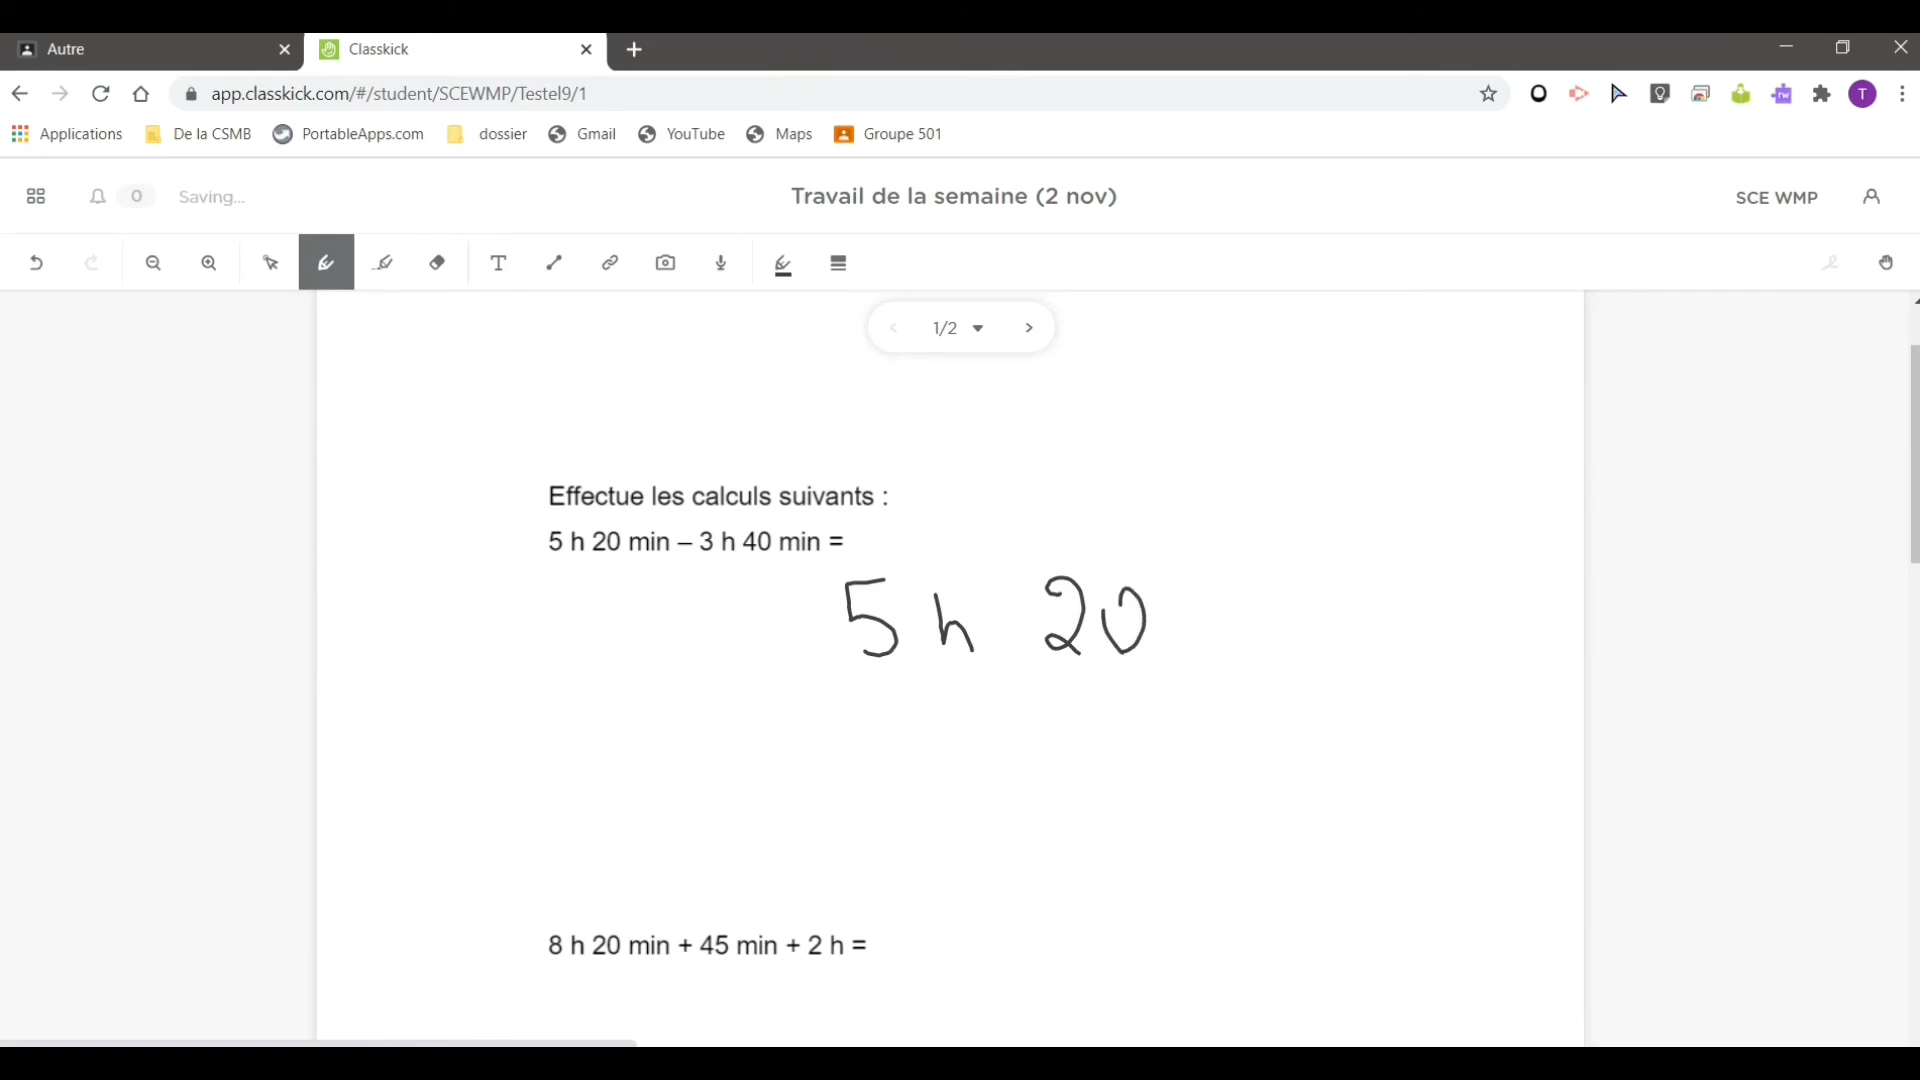 Autre
Classkick
app.classkick.com/#/student/SCEWMP/Testel9/1
T
Applications De la CSMB PortableApps.com dossier Gmail YouTube Maps Groupe 501
0 Saving... Travail de la semaine (2 nov) SCE WMP
1/2
Effectue les calculs suivants :
5 h 20 min – 3 h 40 min =
5 h 20
8 h 20 min + 45 min + 2 h =